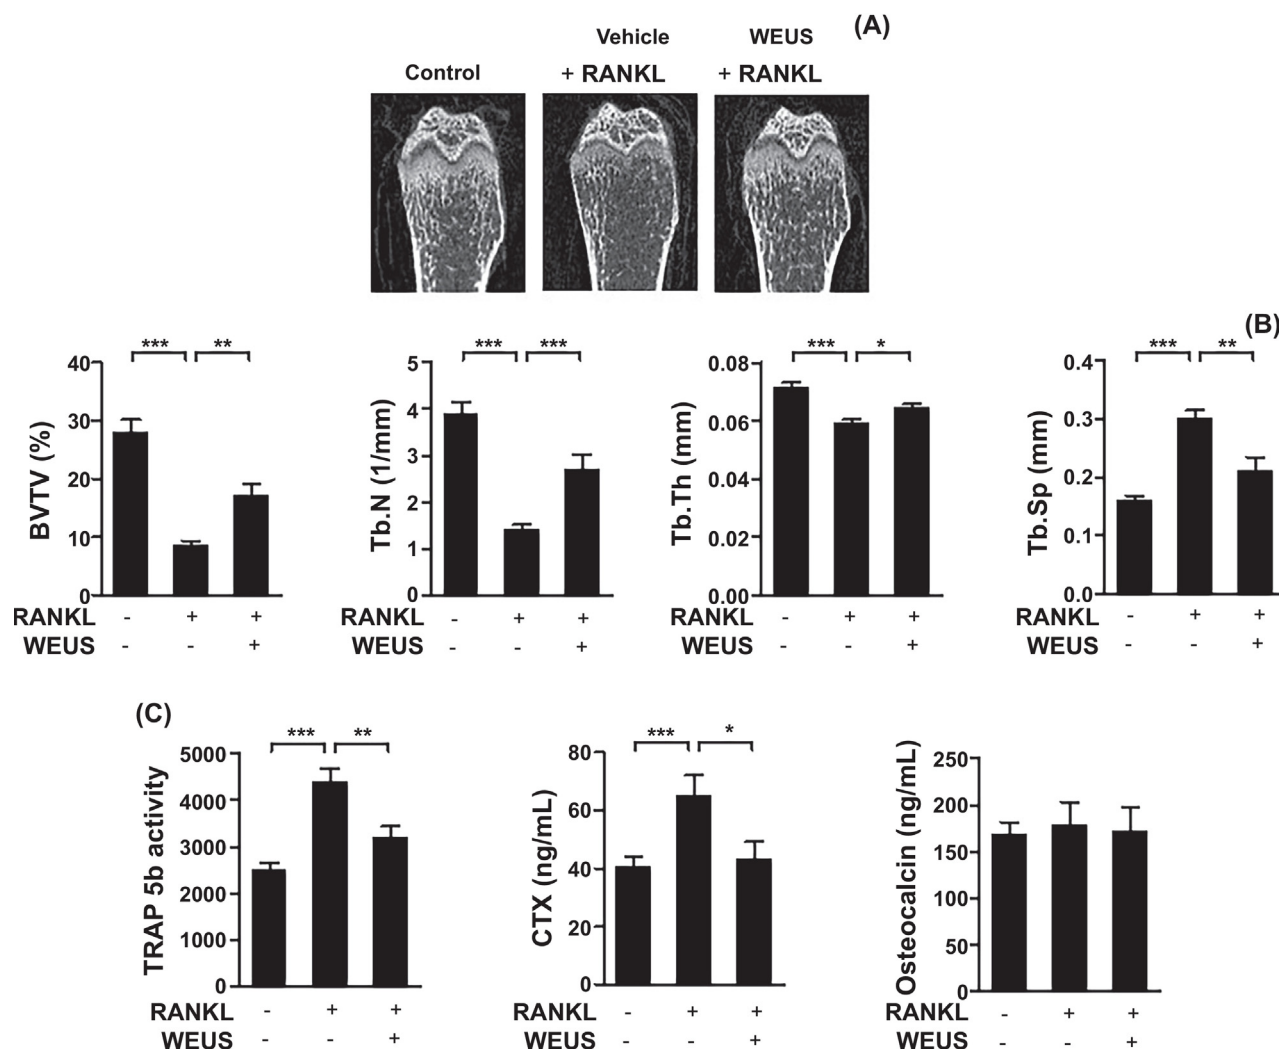 (A)
Vehicle WEUS
Control + RANKL + RANKL
(B)
*** **
40
30
20
10
0
BVTV (%)
RANKL - + +
WEUS - - +
*** ***
5
4
3
2
1
0
Tb.N (1/mm)
RANKL - + +
WEUS - - +
*** *
0.08
0.06
0.04
0.02
0.00
Tb.Th (mm)
RANKL - + +
WEUS - - +
*** **
0.4
0.3
0.2
0.1
0.0
Tb.Sp (mm)
RANKL - + +
WEUS - - +
(C)
*** **
5000
4000
3000
2000
1000
0
TRAP 5b activity
RANKL - + +
WEUS - - +
*** *
80
60
40
20
0
CTX (ng/mL)
RANKL - + +
WEUS - - +
250
200
150
100
50
0
Osteocalcin (ng/mL)
RANKL - + +
WEUS - - +